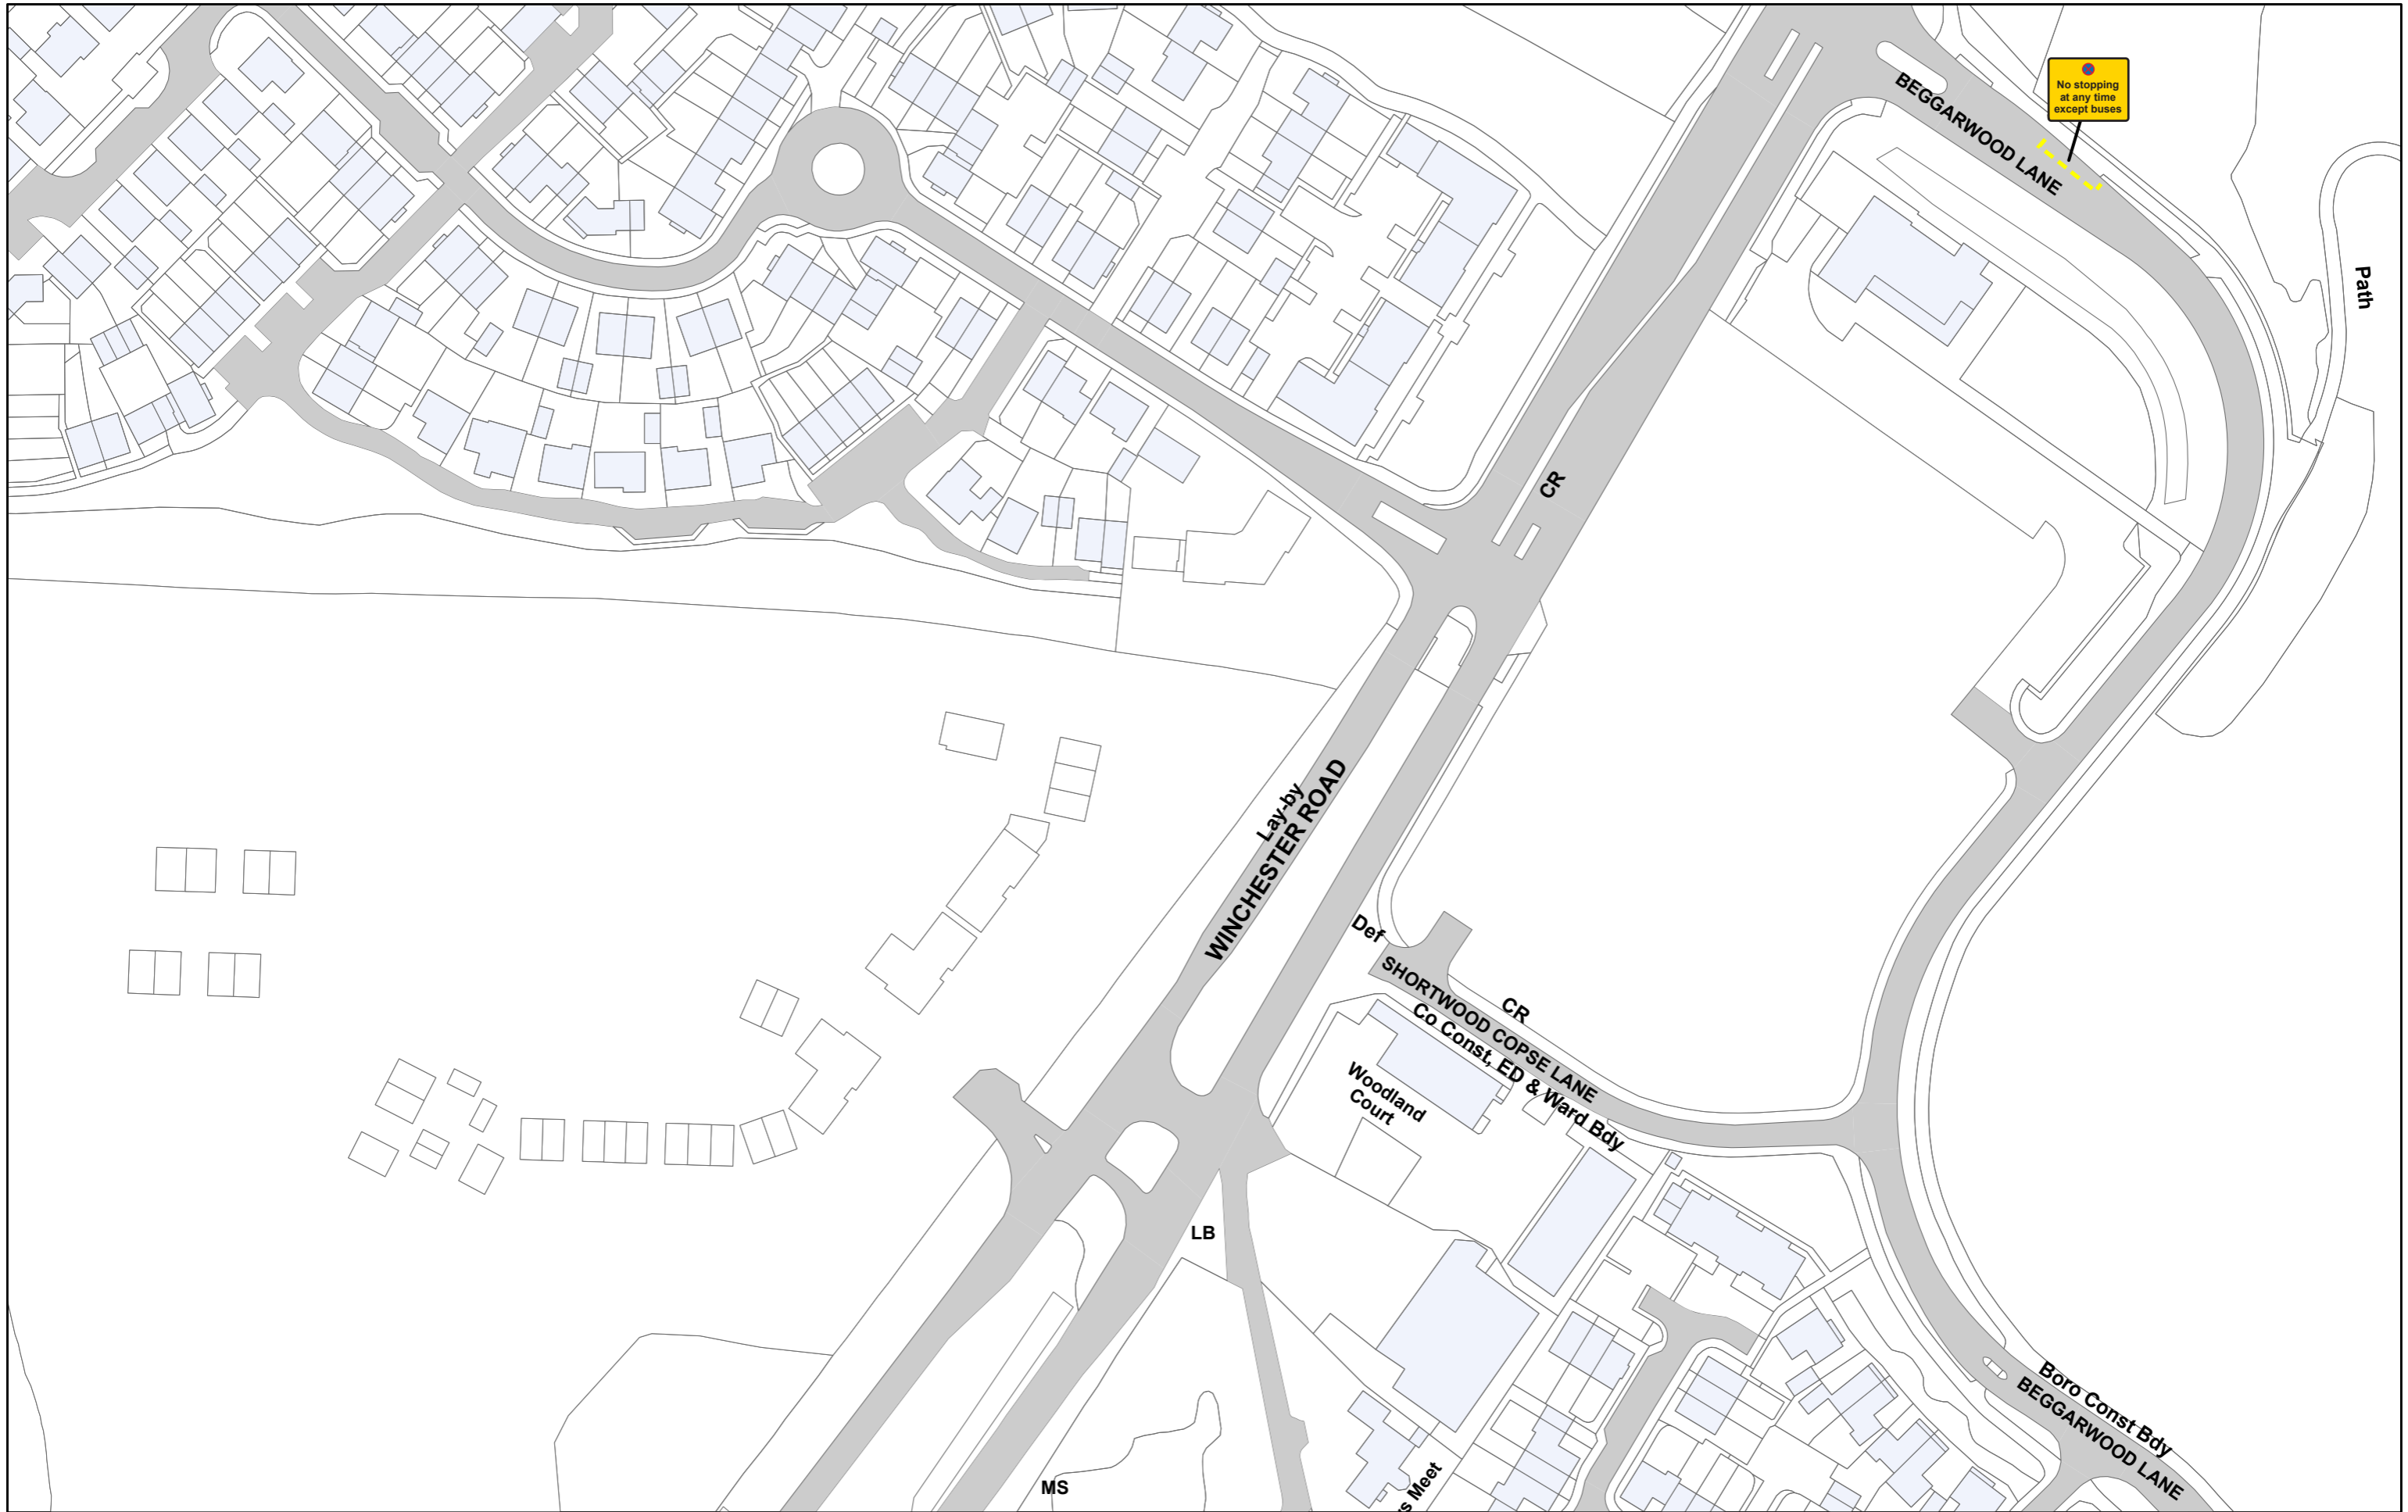 BEGGARWOOD LANE
No stopping
at any time
except buses
Path
CR
Lay-by
WINCHESTER ROAD
Def
SHORTWOOD COPSE LANE
CR
Co Const, ED & Ward Bdy
Woodland
Court
LB
Boro Const Bdy
BEGGARWOOD LANE
MS
s Meet